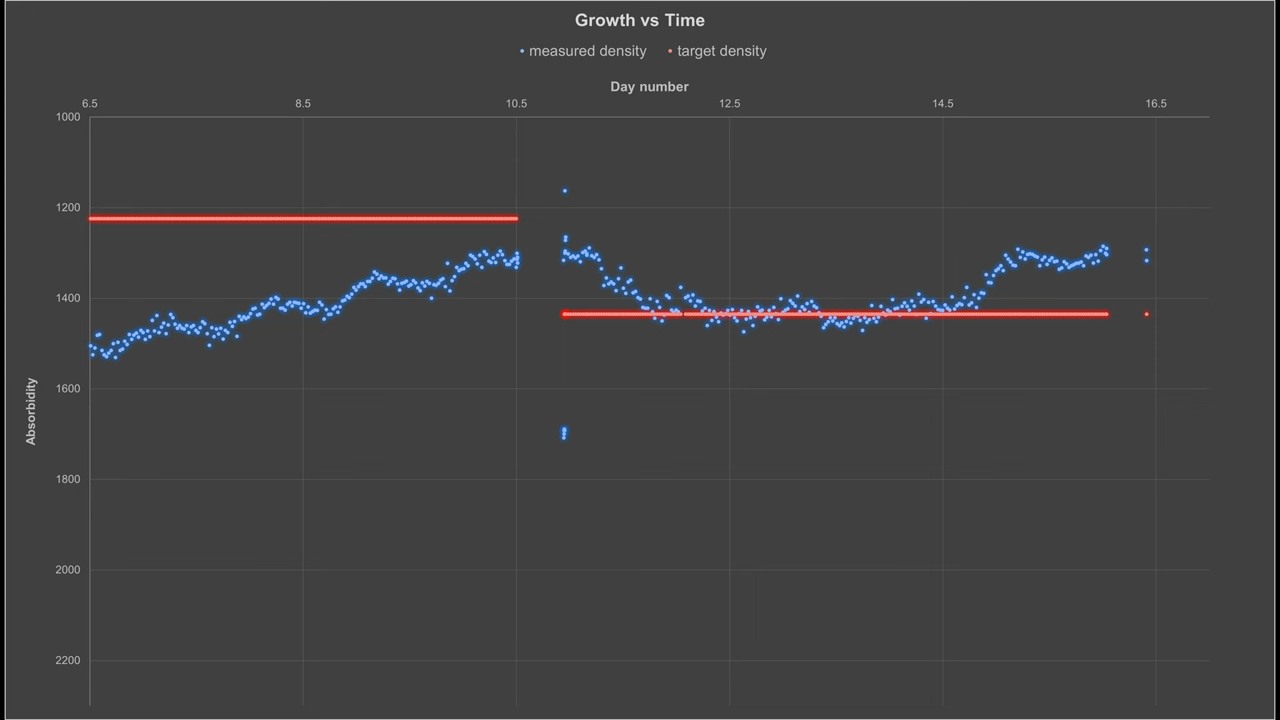 Growth vs Time
measured density target density
Day number
6.5 8.5 10.5 12.5 14.5 16.5
1000
1200
1400
1600
Absorbidity
1800
2000
2200